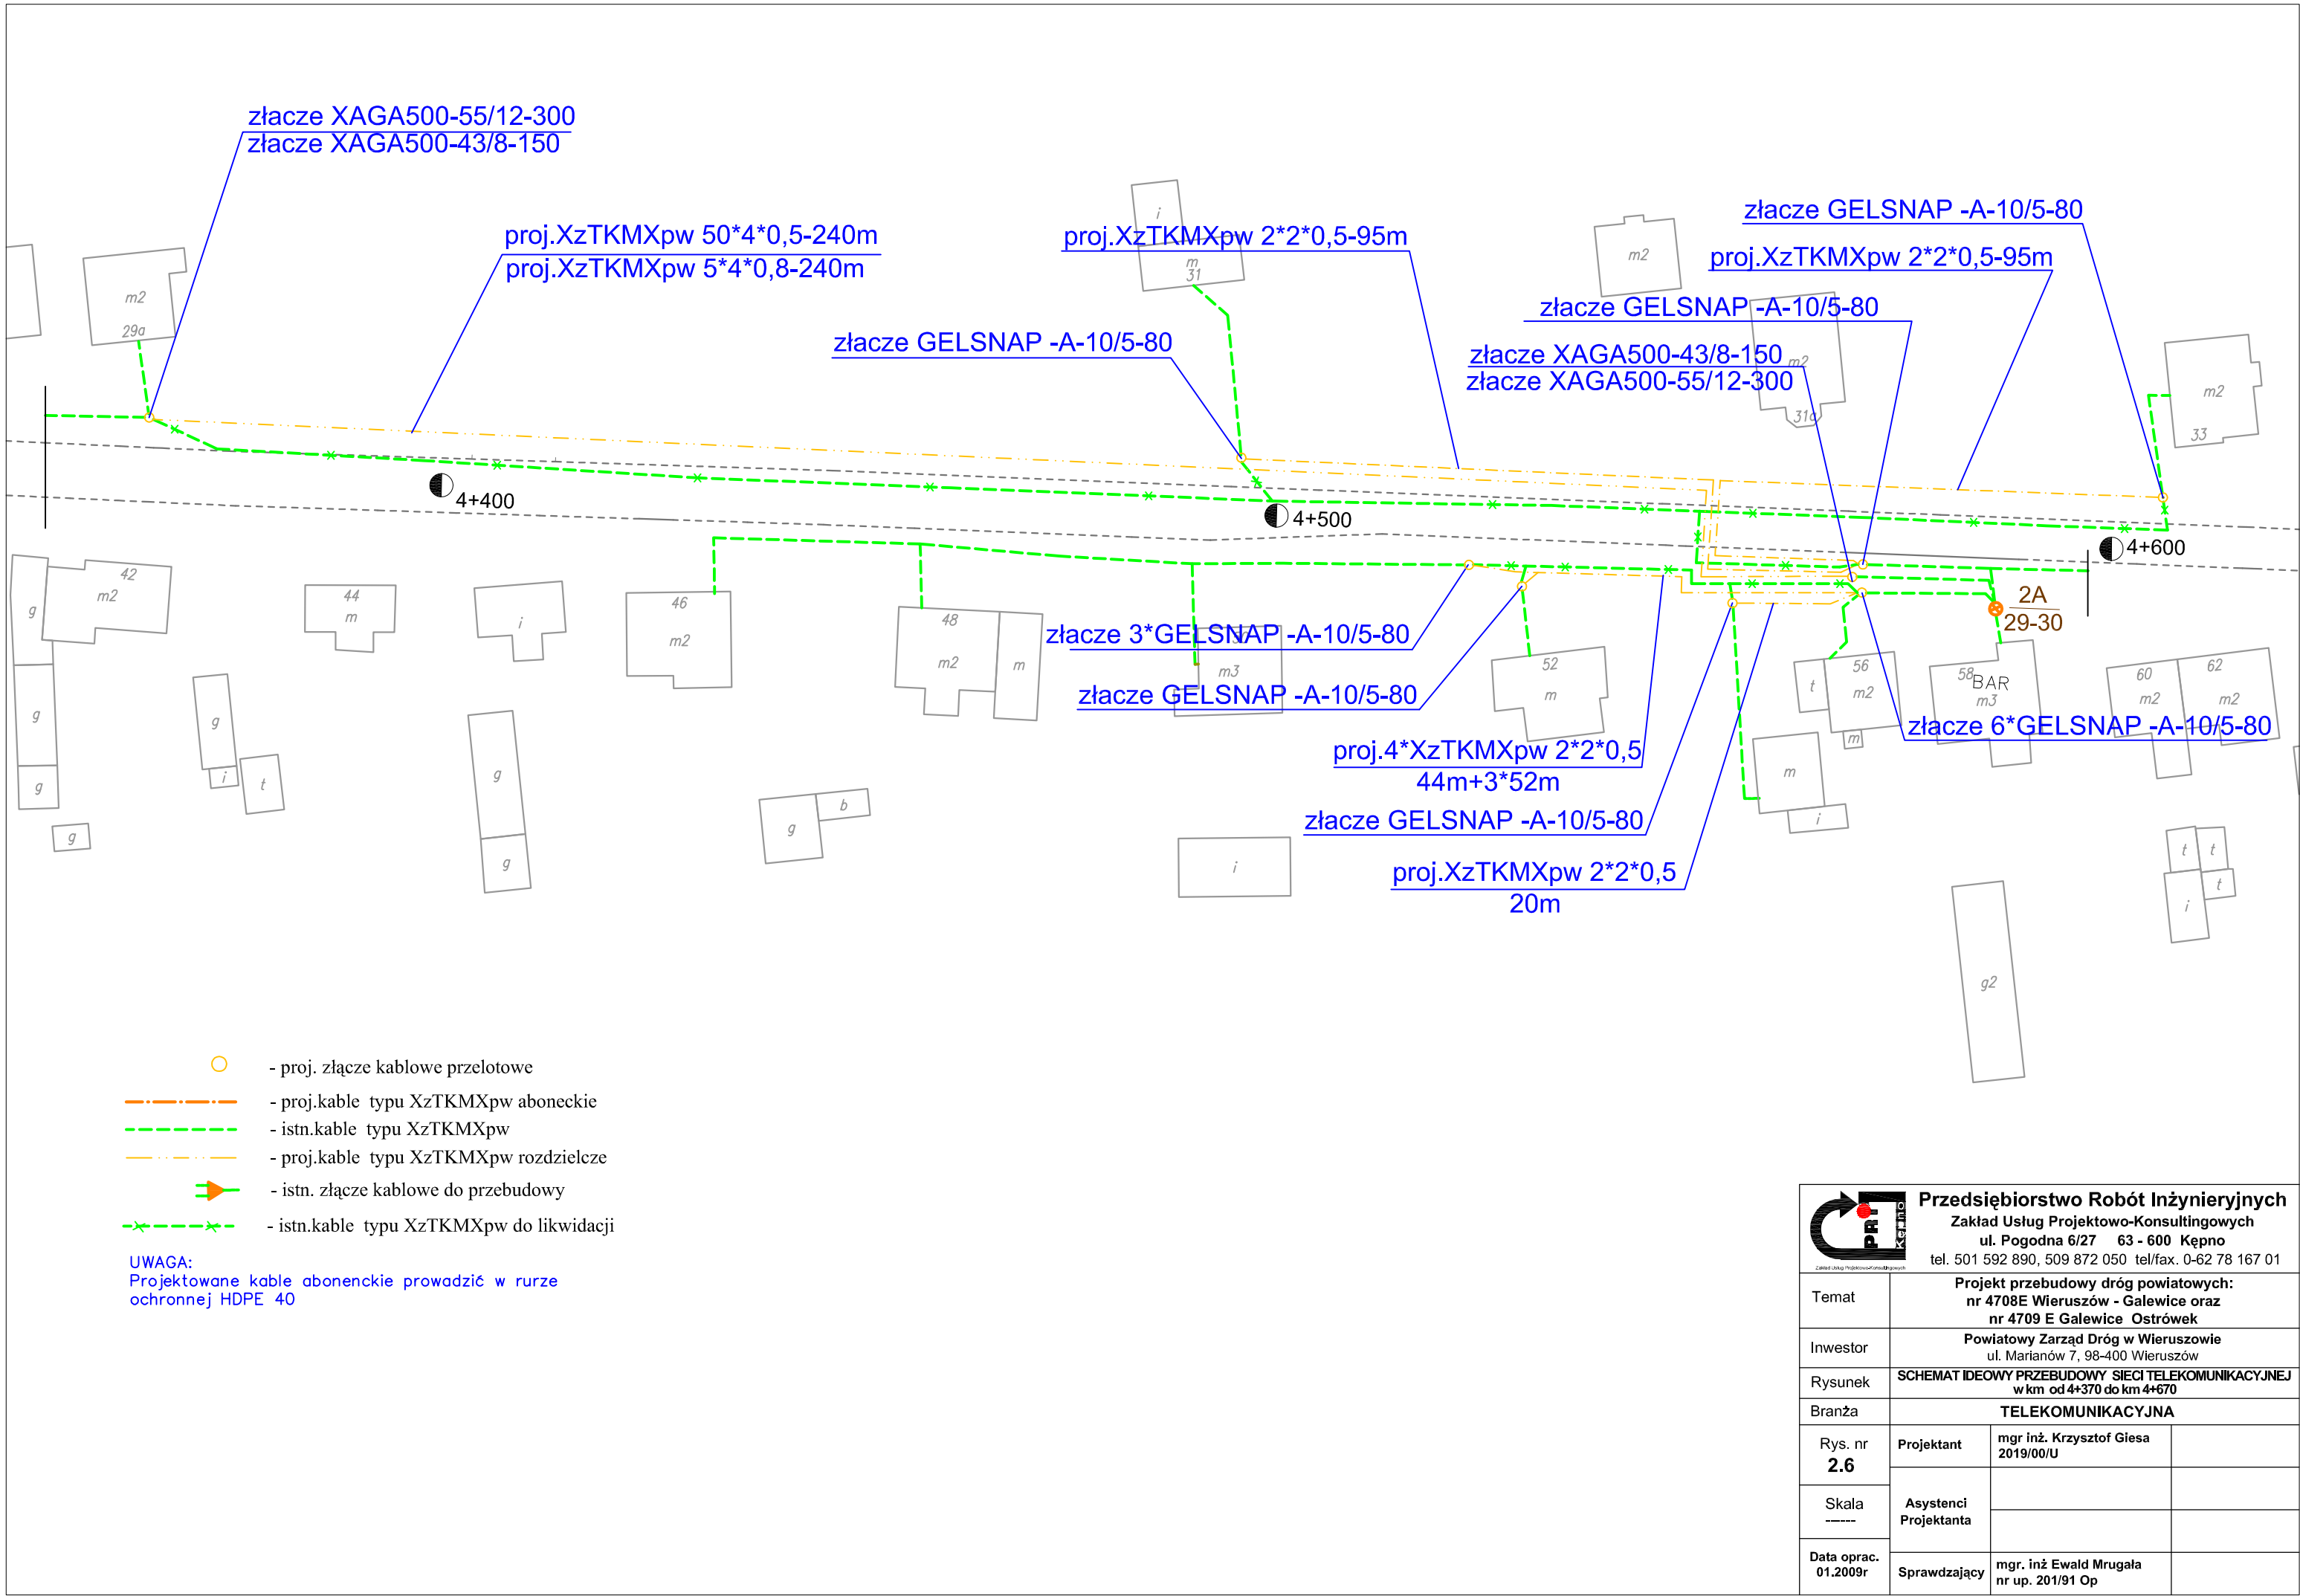 złacze XAGA500-55/12-300
złacze XAGA500-43/8-150
proj.XzTKMXpw 50*4*0,5-240m
proj.XzTKMXpw 5*4*0,8-240m
złacze GELSNAP -A-10/5-80
proj.XzTKMXpw 2*2*0,5-95m
złacze GELSNAP -A-10/5-80
proj.XzTKMXpw 2*2*0,5-95m
złacze GELSNAP -A-10/5-80
złacze XAGA500-43/8-150
złacze XAGA500-55/12-300
m2
29a
i
m
31
m2
m2
31a
m2
33
4+400
4+500
4+600
2A
29-30
42
m2
g
g
g
g
44
m
g
i
t
i
g
g
46
m2
g
b
48
m2
m
m3
i
52
m
t
56
m2
m
m
i
58
BAR
m3
60
m2
62
m2
t
t
t
i
g2
złacze 3*GELSNAP -A-10/5-80
złacze GELSNAP -A-10/5-80
złacze 6*GELSNAP -A-10/5-80
proj.4*XzTKMXpw 2*2*0,5
44m+3*52m
złacze GELSNAP -A-10/5-80
proj.XzTKMXpw 2*2*0,5
20m
- proj. złącze kablowe przelotowe
- proj.kable typu XzTKMXpw aboneckie
- istn.kable typu XzTKMXpw
- proj.kable typu XzTKMXpw rozdzielcze
- istn. złącze kablowe do przebudowy
- istn.kable typu XzTKMXpw do likwidacji
UWAGA:
Projektowane kable abonenckie prowadzić w rurze
ochronnej HDPE 40
PRI
Kępno
Zakład Usług Projektowo-Konsultingowych
Przedsiębiorstwo Robót Inżynieryjnych
Zakład Usług Projektowo-Konsultingowych
ul. Pogodna 6/27 63 - 600 Kępno
tel. 501 592 890, 509 872 050 tel/fax. 0-62 78 167 01
Temat
Projekt przebudowy dróg powiatowych:
nr 4708E Wieruszów - Galewice oraz
nr 4709 E Galewice Ostrówek
Inwestor
Powiatowy Zarząd Dróg w Wieruszowie
ul. Marianów 7, 98-400 Wieruszów
Rysunek
SCHEMAT IDEOWY PRZEBUDOWY SIECI TELEKOMUNIKACYJNEJ
w km od 4+370 do km 4+670
Branża
TELEKOMUNIKACYJNA
Rys. nr
2.6
Projektant
mgr inż. Krzysztof Giesa
2019/00/U
Skala
------
Asystenci
Projektanta
Data oprac.
01.2009r
Sprawdzający
mgr. inż Ewald Mrugała
nr up. 201/91 Op